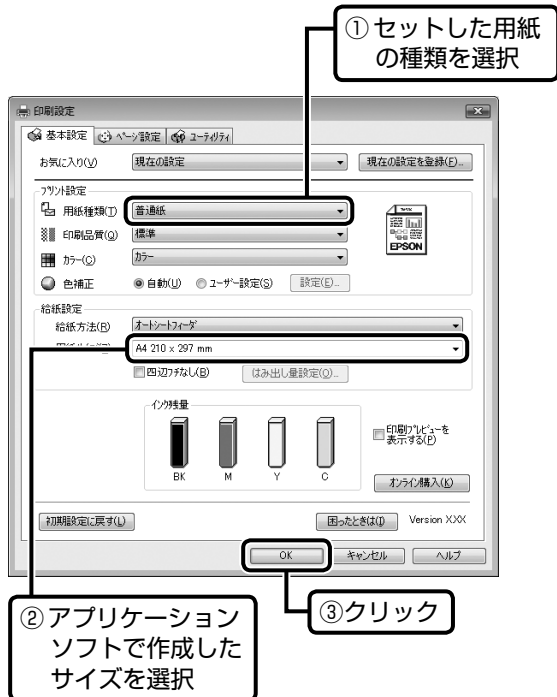 ① セットした用紙
の種類を選択
印刷設定
基本設定 ページ設定 ユーティリティ
お気に入り(V) 現在の設定 現在の設定を登録(F)...
プリント設定
用紙種類(T) 普通紙
印刷品質(Q) 標準
カラー(C) カラー
色補正 自動(U) ユーザー設定(S) 設定(E)...
EPSON
給紙設定
給紙方法(R) オートシートフィーダ
A4 210 x 297 mm
四辺フチなし(B) はみ出し量設定(O)...
インク残量
BK M Y C
印刷プレビューを
表示する(P)
オンライン購入(K)
初期設定に戻す(L) 困ったときは(I) Version X.XX
OK キャンセル ヘルプ
② アプリケーション
ソフトで作成した
サイズを選択
③クリック